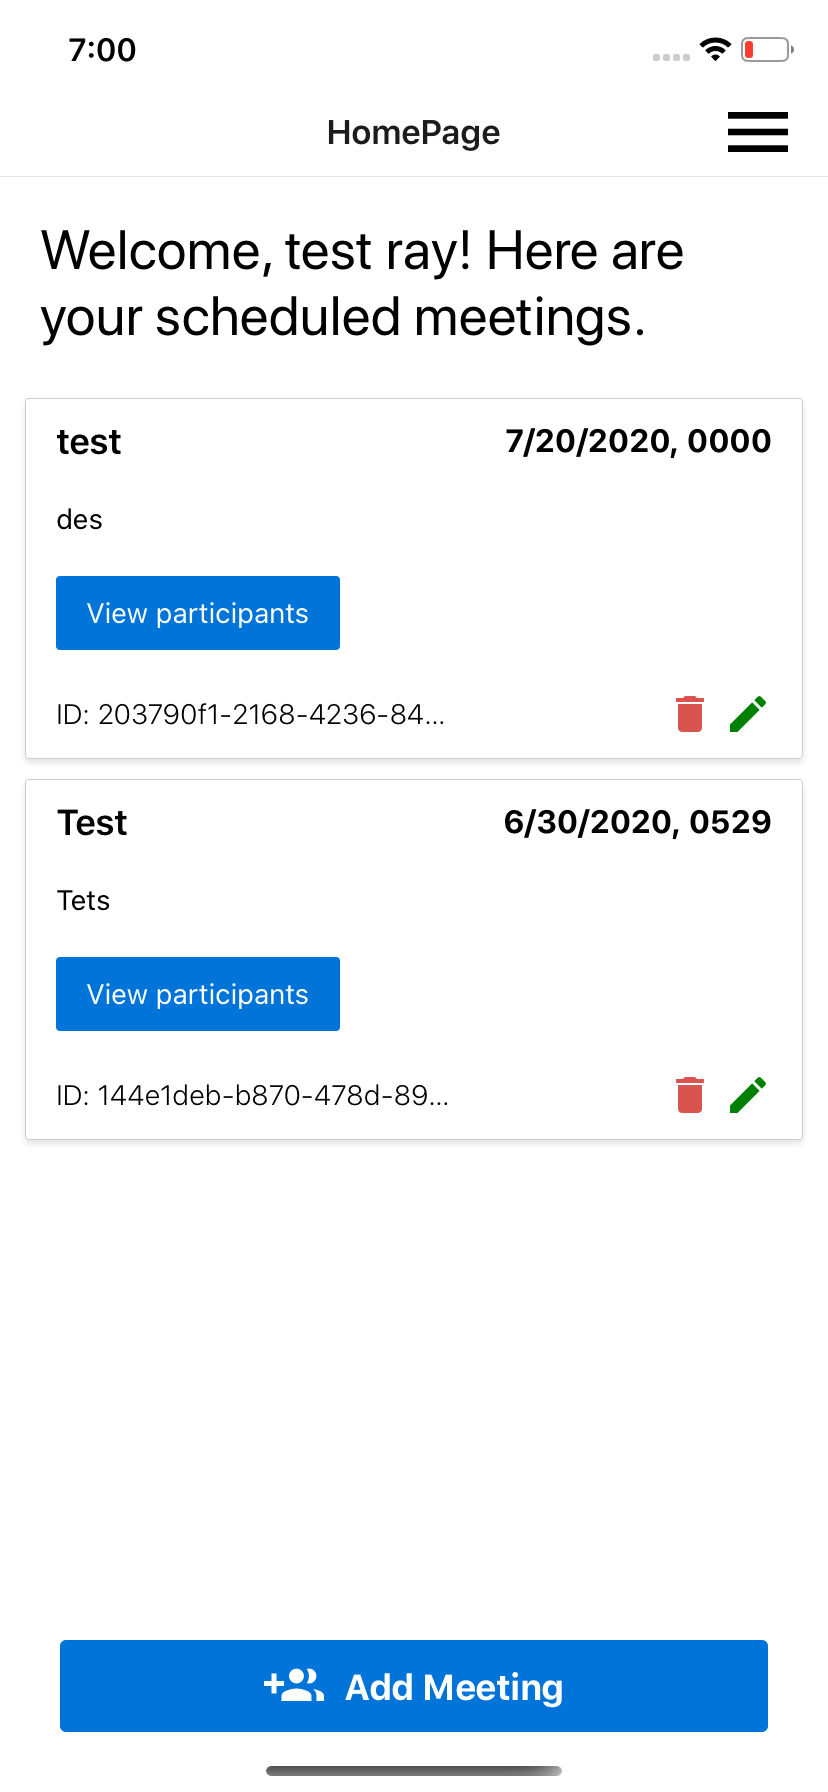 7:00
HomePage
Welcome, test ray! Here are
your scheduled meetings.
test
7/20/2020, 0000
des
View participants
ID: 203790f1-2168-4236-84...
Test
6/30/2020, 0529
Tets
View participants
ID: 144e1deb-b870-478d-89...
Add Meeting